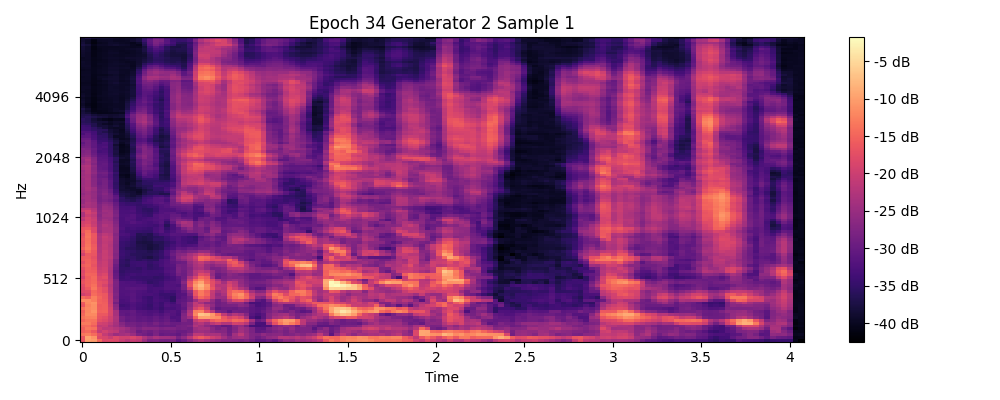 Epoch 34 Generator 2 Sample 1
Hz
4096
2048
1024
512
0
0
0.5
1
1.5
2
2.5
3
3.5
4
Time
-5 dB
-10 dB
-15 dB
-20 dB
-25 dB
-30 dB
-35 dB
-40 dB